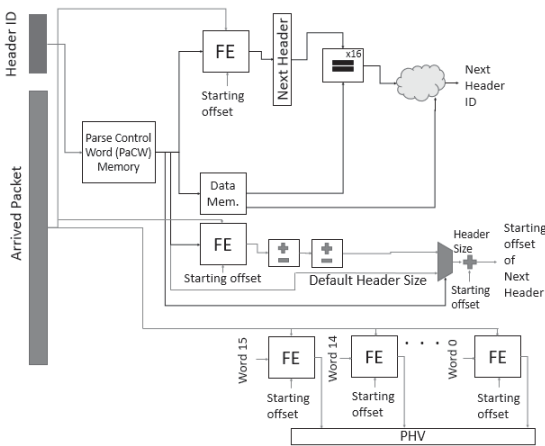 Header ID
Arrived Packet
Parse Control
Word (PaCW)
Memory
FE
Starting
offset
Next Header
x16
Next
Header
ID
Data
Mem.
FE
Starting offset
Default Header Size
Header
Size
Starting
offset
Starting
offset
of
Next
Header
Word 15
FE
Starting
offset
Word 14
FE
Starting
offset
Word 0
FE
Starting
offset
PHV